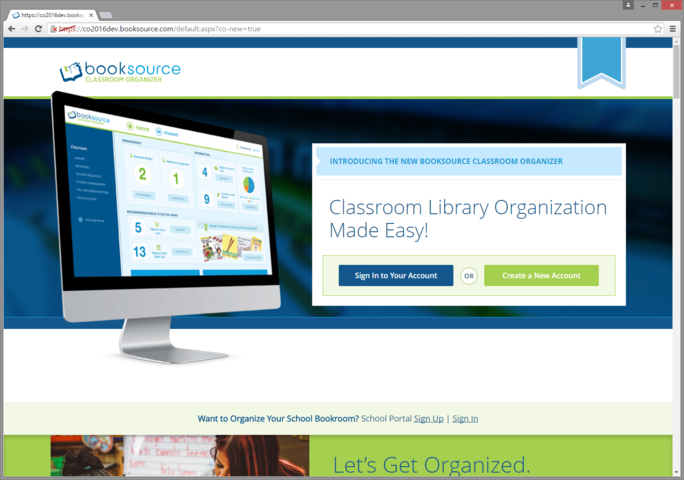 https://co2016dev.books
https://co2016dev.booksource.com/default.aspx?co-new=true
booksource
CLASSROOM ORGANIZER
booksource
Classroom
MANAGEMENT
INFORMATION
2
1
4
9
5
13
INTRODUCING THE NEW BOOKSOURCE CLASSROOM ORGANIZER
Classroom Library Organization
Made Easy!
Sign In to Your Account
OR
Create a New Account
Want to Organize Your School Bookroom? School Portal Sign Up | Sign In
Let's Get Organized.